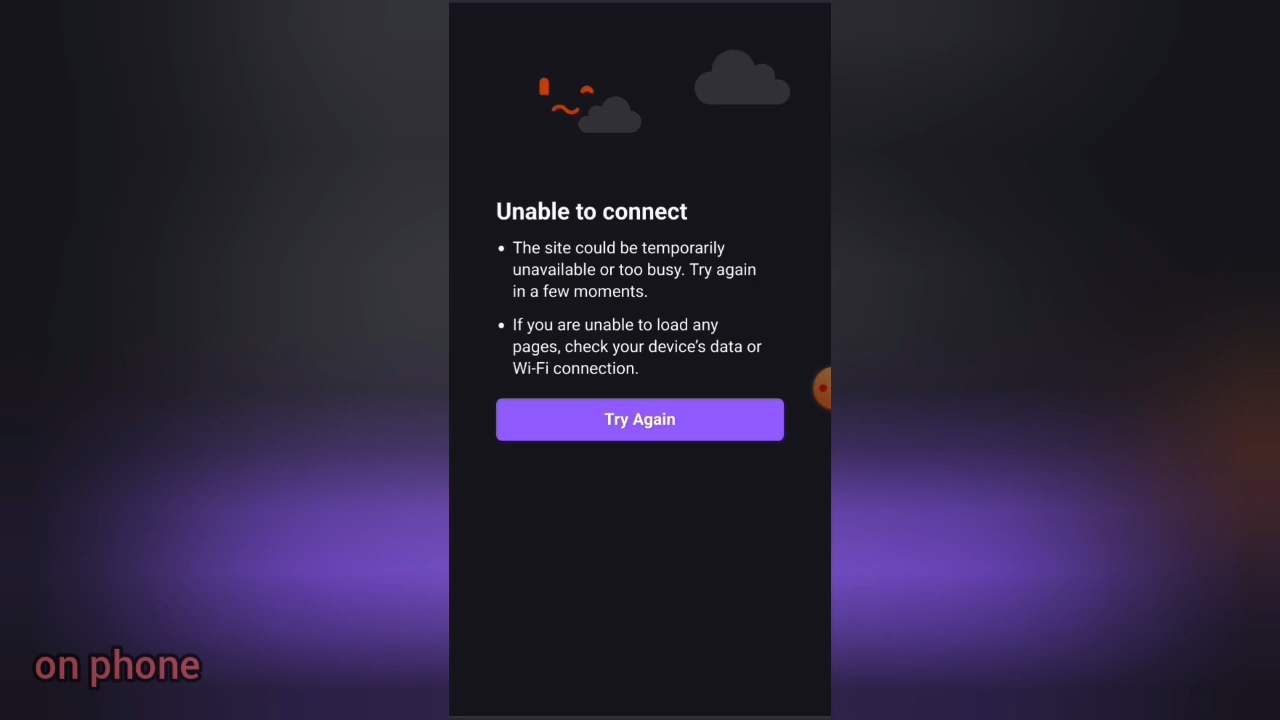 Unable to connect
• The site could be temporarily
unavailable or too busy. Try again
in a few moments.
• If you are unable to load any
pages, check your device’s data or
Wi-Fi connection.
Try Again
on phone